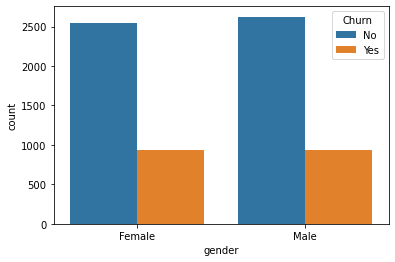 2500
2000
1500
1000
500
0
count
Female
Male
gender
Churn
No
Yes